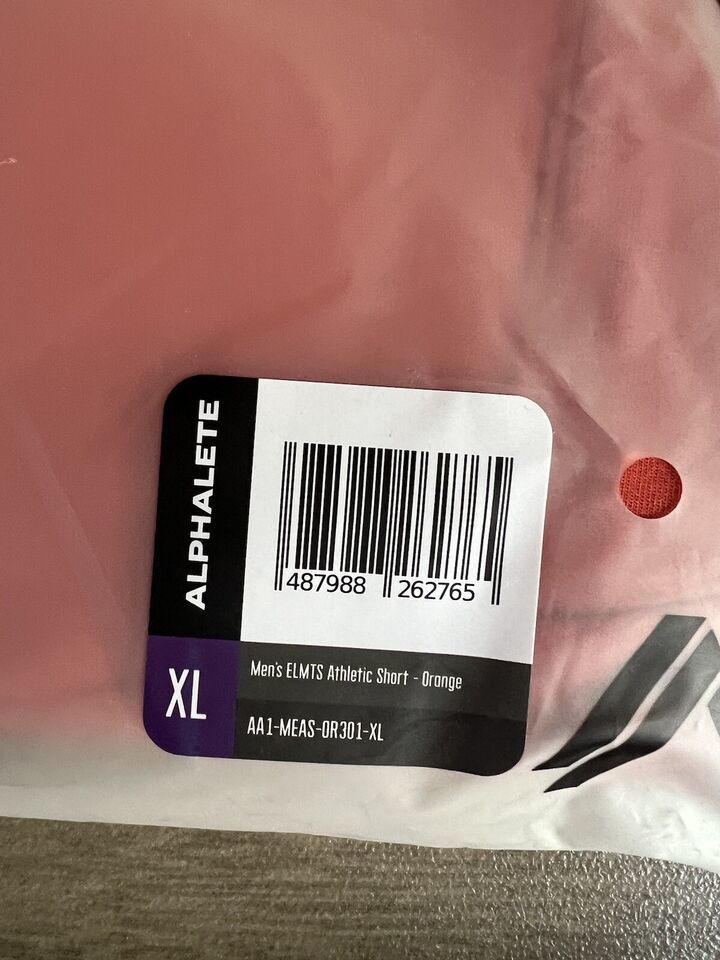 ALPHALETE
487988 262765
XL
Men's ELMTS Athletic Short - Orange
AA1-MEAS-OR301-XL